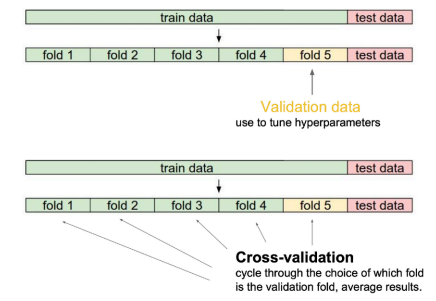 train data test data
fold 1 fold 2 fold 3 fold 4 fold 5 test data
Validation data
use to tune hyperparameters
train data test data
fold 1 fold 2 fold 3 fold 4 fold 5 test data
Cross-validation
cycle through the choice of which fold
is the validation fold, average results.